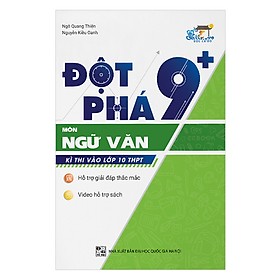 Ngô Quang Thiên
Nguyễn Kiều Oanh
ĐỘT
PHÁ 9+
MÔN
NGỮ VĂN
KÌ THI VÀO LỚP 10 THPT
Hỗ trợ giải đáp thắc mắc
Video hỗ trợ sách
NHÀ XUẤT BẢN ĐẠI HỌC QUỐC GIA HÀ NỘI